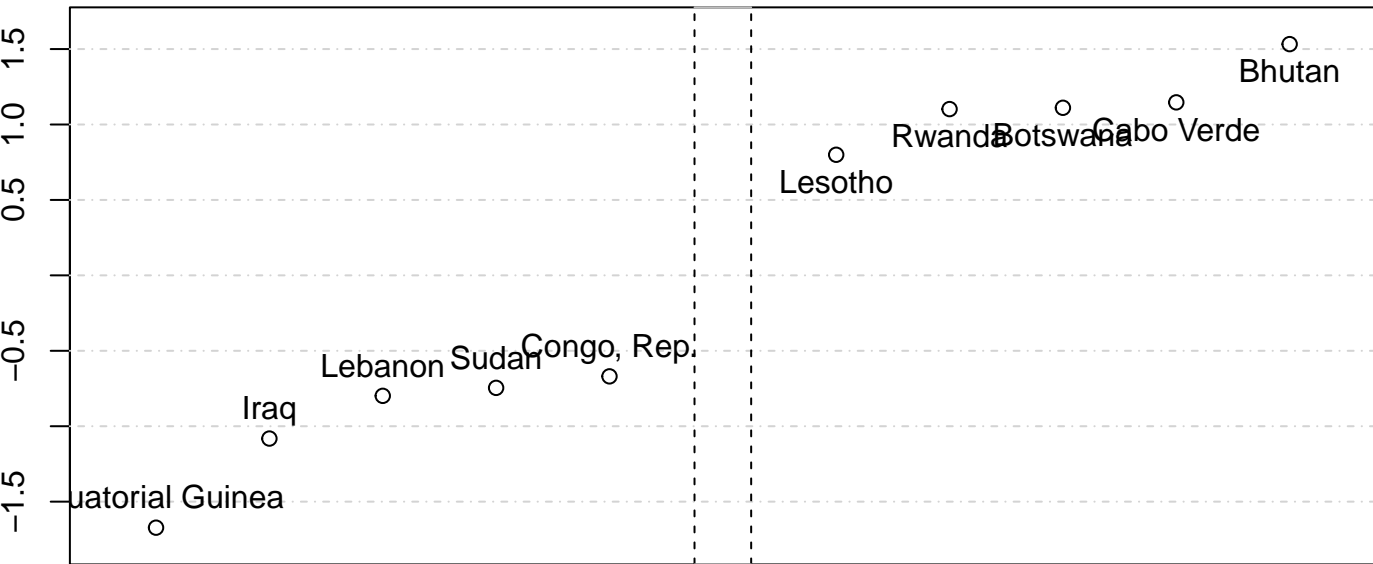 1.5
1.0
0.5
−0.5
−1.5
uatorial Guinea
Iraq
Lebanon
Sudan
Congo, Rep.
Lesotho
Rwanda
Botswana
Cabo Verde
Bhutan